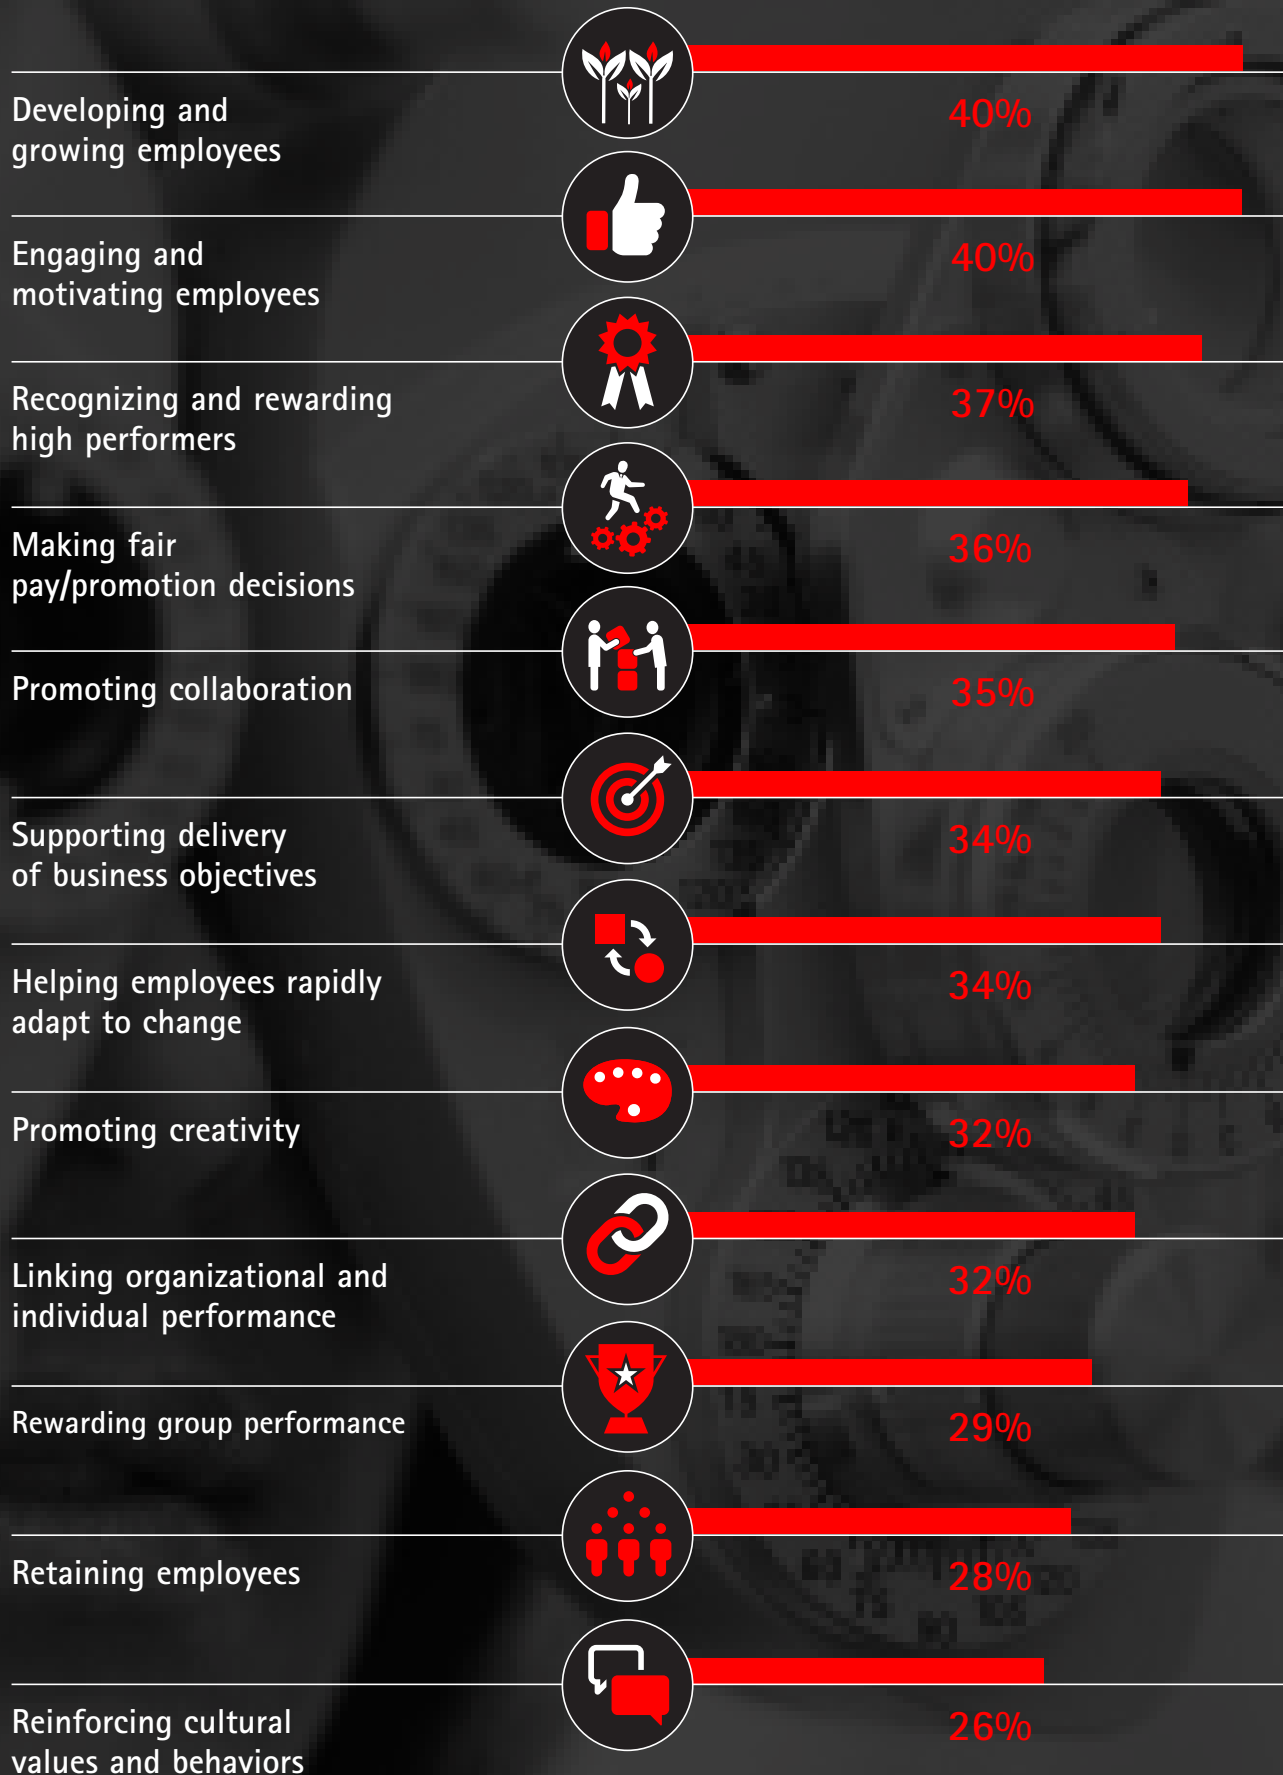 40%
Developing and
growing employees
40%
Engaging and
motivating employees
37%
Recognizing and rewarding
high performers
36%
Making fair
pay/promotion decisions
35%
Promoting collaboration
34%
Supporting delivery
of business objectives
34%
Helping employees rapidly
adapt to change
32%
Promoting creativity
32%
Linking organizational and
individual performance
29%
Rewarding group performance
28%
Retaining employees
26%
Reinforcing cultural
values and behaviors